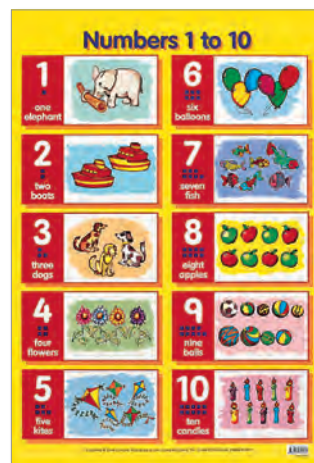 Numbers 1 to 10
1
one
elephant
2
two
boats
3
three
dogs
4
four
flowers
5
five
kites
6
six
balloons
7
seven
fish
8
eight
apples
9
nine
balls
10
ten
candles